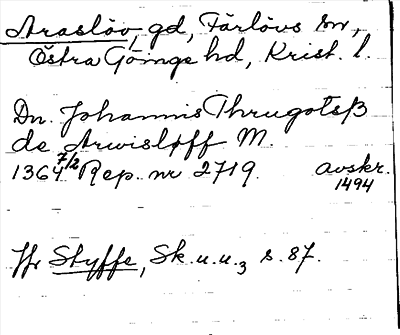 Araslöv, gd, Färlövs sn,
Östra Göinge hd, Krist. l.
Dn. Johannis Thrugotsß
de Arwisløff M.
1364 7/2 Rep. nr 2719. avskr.
1494
Jfr Styffe, Sk.u.u.3 s. 87.